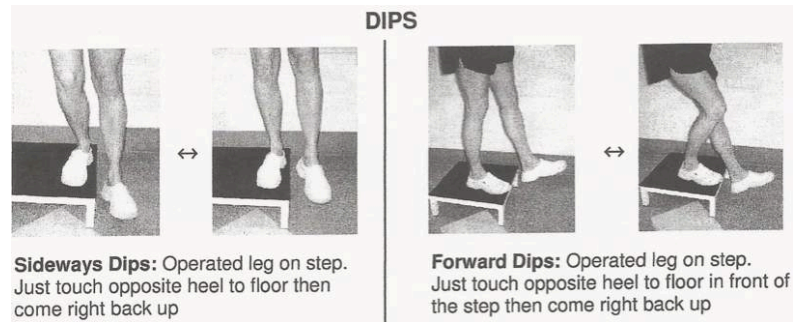 DIPS
Sideways Dips: Operated leg on step.
Just touch opposite heel to floor then
come right back up
Forward Dips: Operated leg on step.
Just touch opposite heel to floor in front of
the step then come right back up